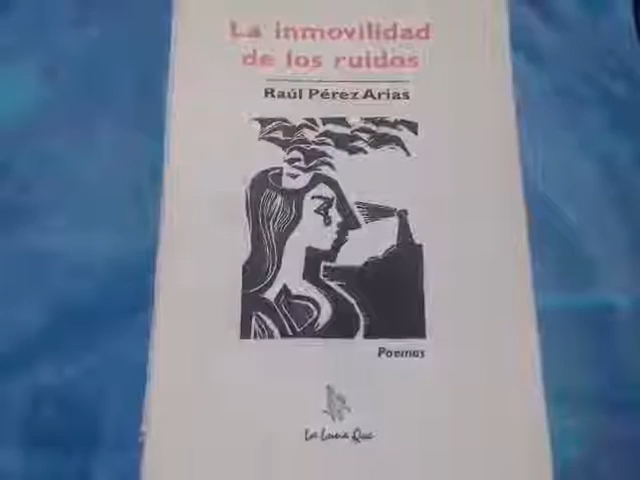 La inmovilidad
de los ruidos
Raúl Pérez Arias
Poemas
La Luna Que